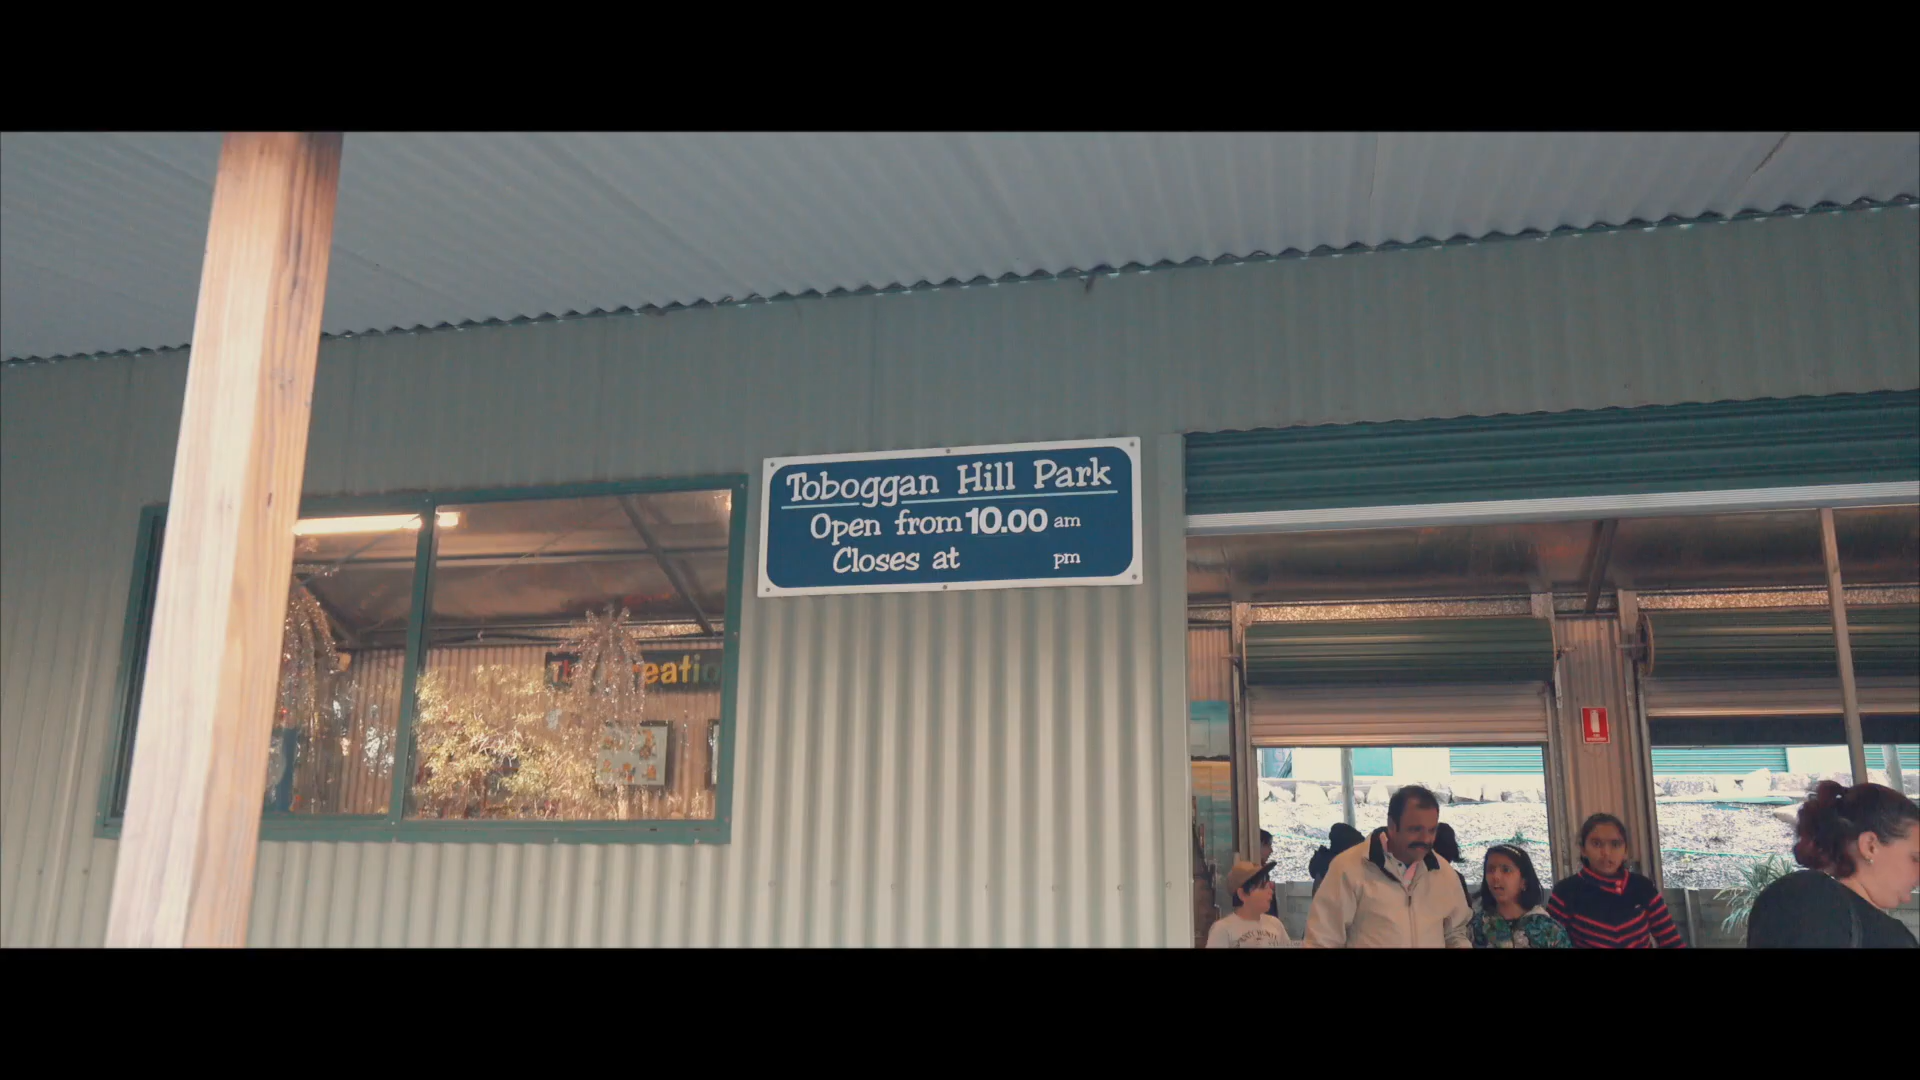 Toboggan Hill Park
Open from 10.00 am
Closes at pm